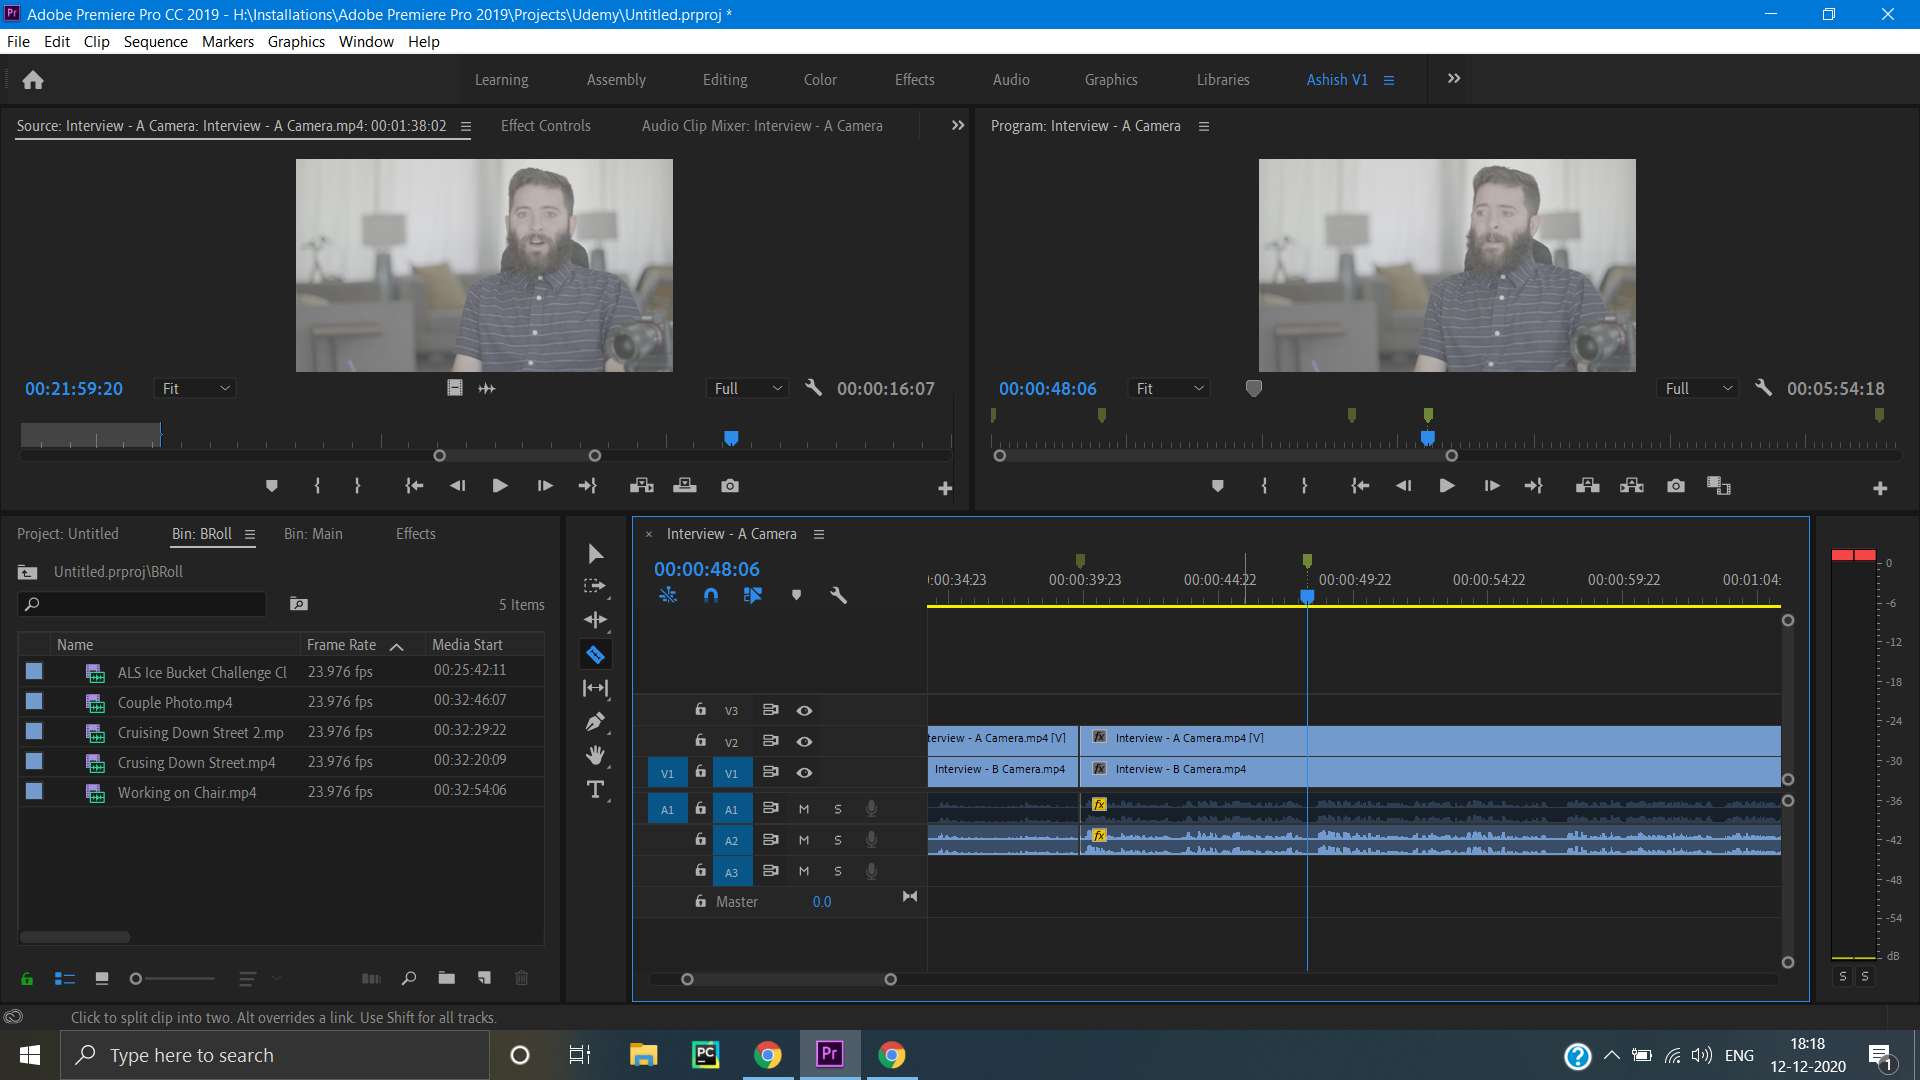 Pr Adobe Premiere Pro CC 2019 - H:\Installations\Adobe Premiere Pro 2019\Projects\Udemy\Untitled.prproj *
File Edit Clip Sequence Markers Graphics Window Help
Learning Assembly Editing Color Effects Audio Graphics Libraries Ashish V1
Source: Interview - A Camera: Interview - A Camera.mp4: 00:01:38:02 Effect Controls Audio Clip Mixer: Interview - A Camera
Program: Interview - A Camera
00:21:59:20 Fit Full 00:00:16:07
00:00:48:06 Fit Full 00:05:54:18
Project: Untitled Bin: BRoll Bin: Main Effects
Untitled.prproj\BRoll
5 Items
Name Frame Rate Media Start
ALS Ice Bucket Challenge Cl 23.976 fps 00:25:42:11
Couple Photo.mp4 23.976 fps 00:32:46:07
Cruising Down Street 2.mp 23.976 fps 00:32:29:22
Crusing Down Street.mp4 23.976 fps 00:32:20:09
Working on Chair.mp4 23.976 fps 00:32:54:06
× Interview - A Camera
00:00:48:06
:00:34:23 00:00:39:23 00:00:44:22 00:00:49:22 00:00:54:22 00:00:59:22 00:01:04:
V3
V2 terview - A Camera.mp4 [V] fx Interview - A Camera.mp4 [V]
V1 V1 Interview - B Camera.mp4 fx Interview - B Camera.mp4
A1 A1 M S fx
A2 M S fx
A3 M S
Master 0.0
0
-6
-12
-18
-24
-30
-36
-42
-48
-54
dB
S S
Click to split clip into two. Alt overrides a link. Use Shift for all tracks.
Type here to search
PC
Pr
ENG
18:18
12-12-2020
1